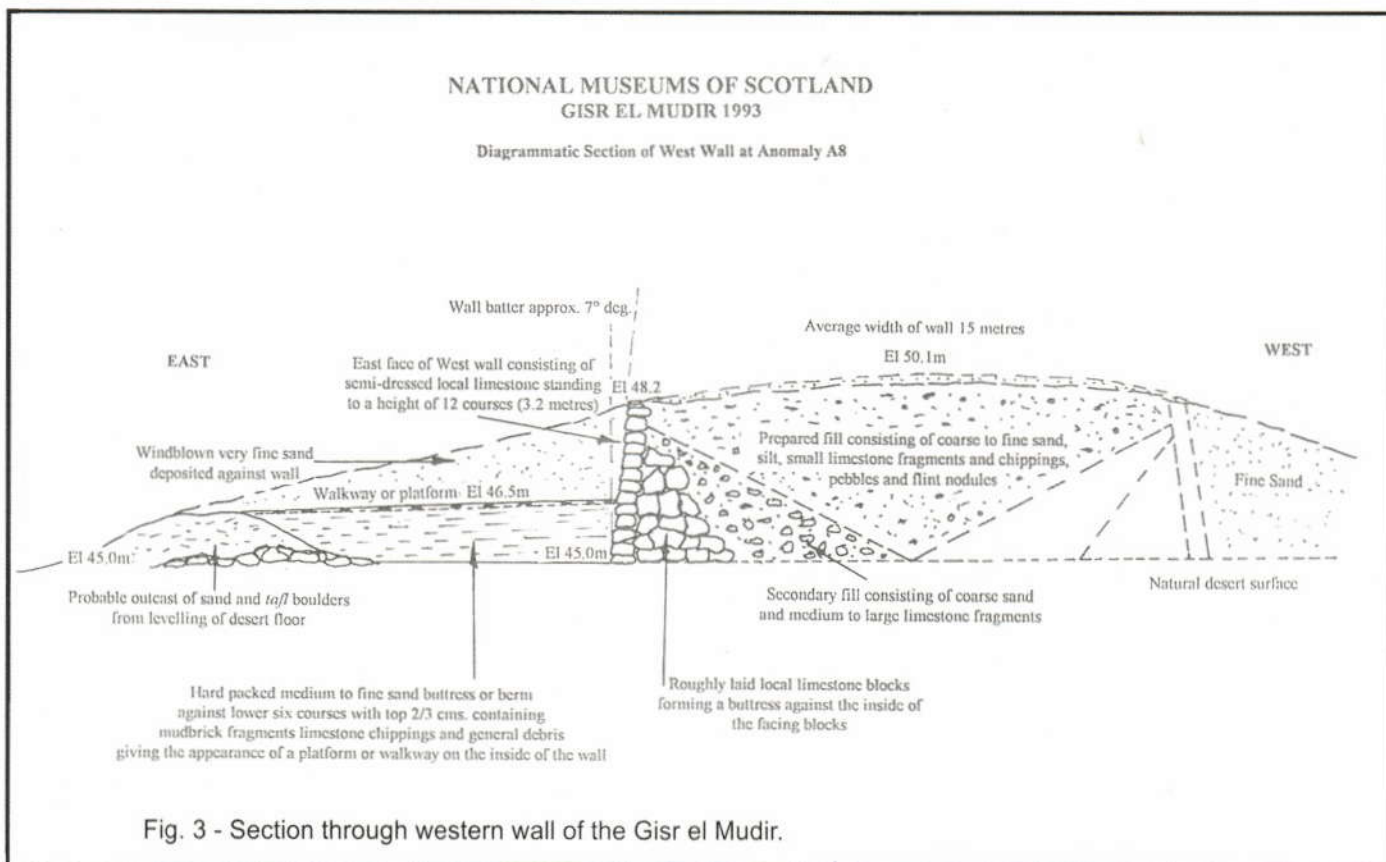 NATIONAL MUSEUMS OF SCOTLAND
GISR EL MUDIR 1993
Diagrammatic Section of West Wall at Anomaly A8
Wall batter approx. 7° deg.
Average width of wall 15 metres
El 50.1m
EAST
WEST
East face of West wall consisting of
semi-dressed local limestone standing
to a height of 12 courses (3.2 metres)
El 48.2
Windblown very fine sand
deposited against wall
Prepared fill consisting of coarse to fine sand,
silt, small limestone fragments and chippings,
pebbles and flint nodules
Fine Sand
Walkway or platform El 46.5m
El 45.0m
El 45.0m
Natural desert surface
Probable outcast of sand and tafl boulders
from levelling of desert floor
Secondary fill consisting of coarse sand
and medium to large limestone fragments
Hard packed medium to fine sand buttress or berm
against lower six courses with top 2/3 cms. containing
mudbrick fragments limestone chippings and general debris
giving the appearance of a platform or walkway on the inside of the wall
Roughly laid local limestone blocks
forming a buttress against the inside of
the facing blocks
Fig. 3 - Section through western wall of the Gisr el Mudir.